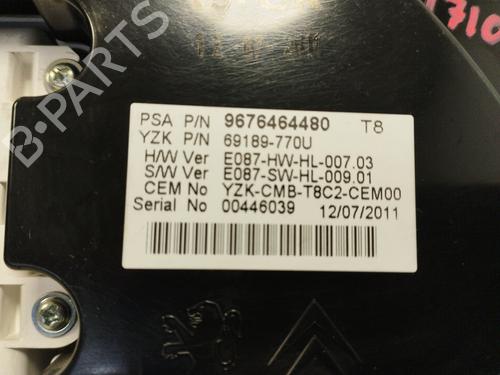 1710
PSA P/N 9676464480 T8
YZK P/N 69189-770U
H/W Ver E087-HW-HL-007.03
S/W Ver E087-SW-HL-009.01
CEM No YZK-CMB-T8C2-CEM00
Serial No 00446039 12/07/2011
B-PARTS